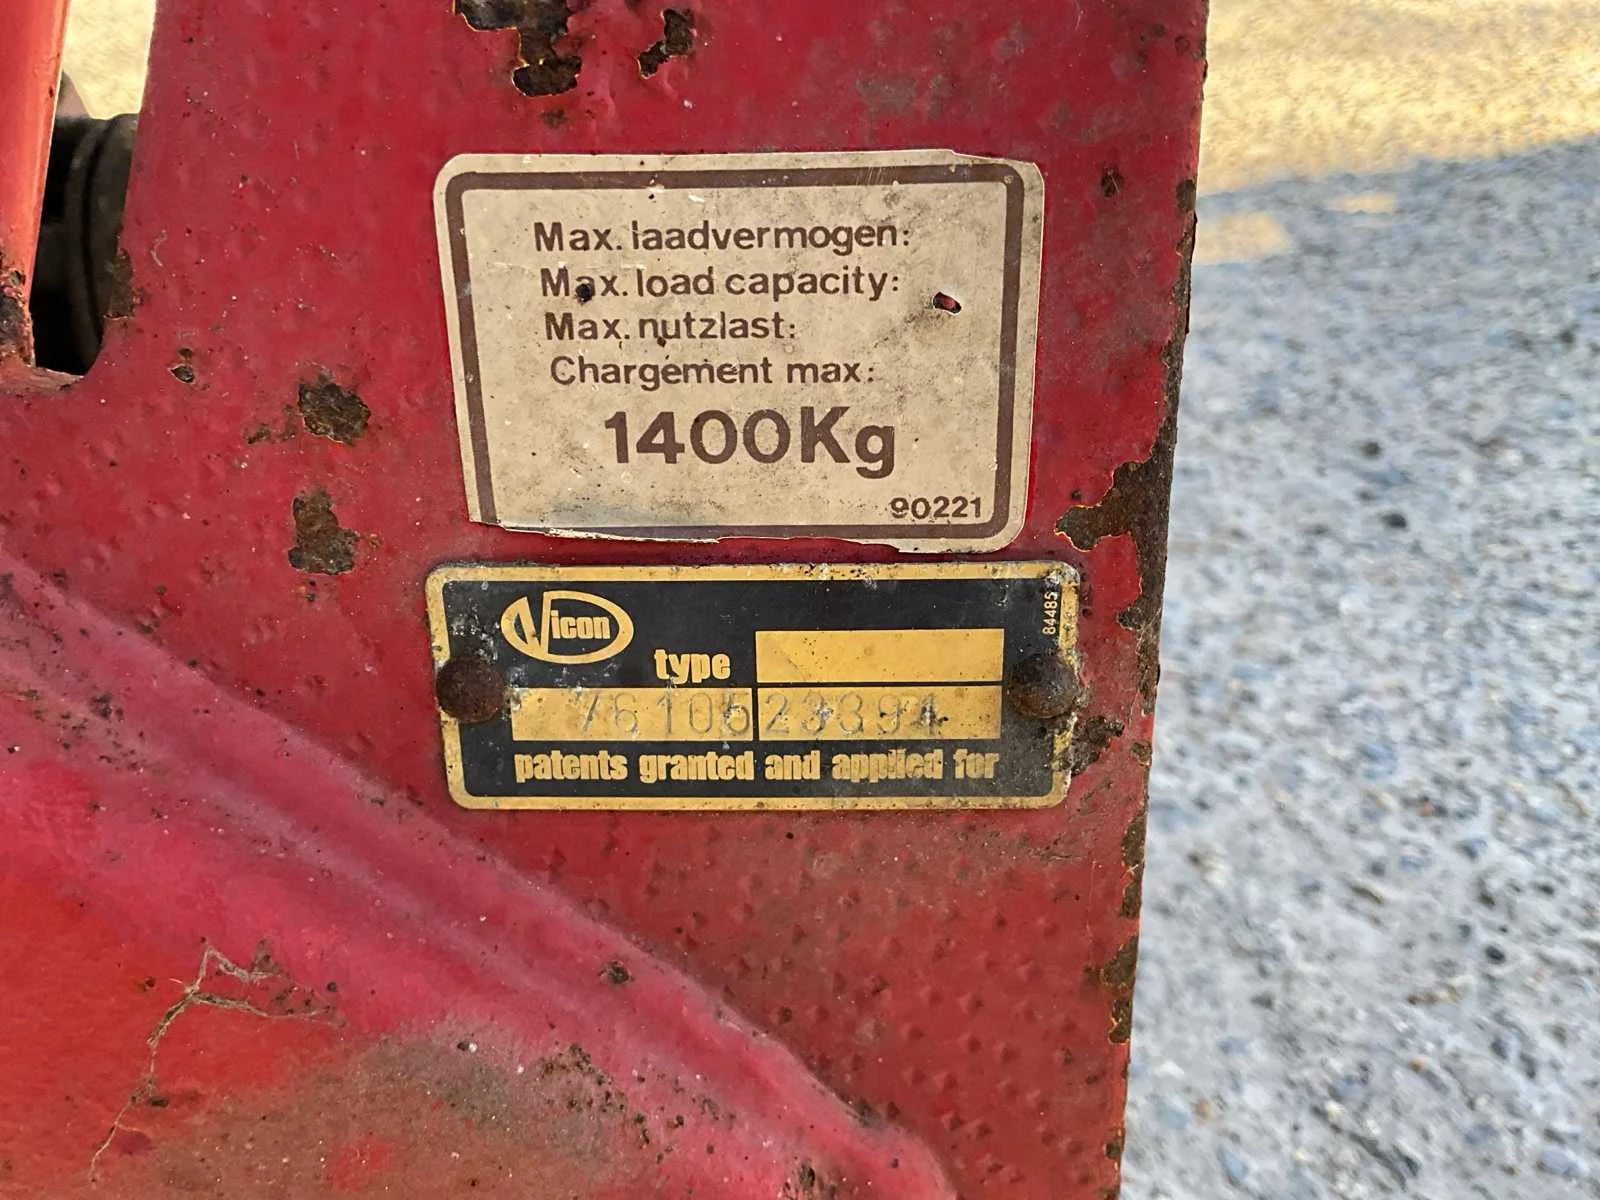 Max. laadvermogen:
Max. load capacity:
Max. nutzlast:
Chargement max:
1400Kg
90221
Vicon
84485
type
7610523394
patents granted and applied for